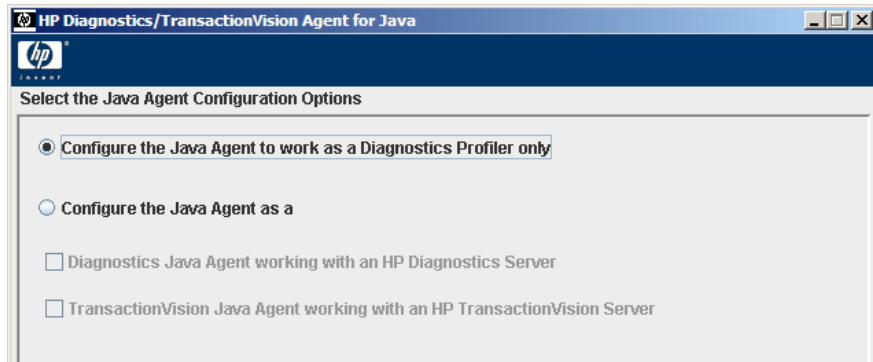 HP Diagnostics/TransactionVision Agent for Java
hp
invent
Select the Java Agent Configuration Options
Configure the Java Agent to work as a Diagnostics Profiler only
Configure the Java Agent as a
Diagnostics Java Agent working with an HP Diagnostics Server
TransactionVision Java Agent working with an HP TransactionVision Server